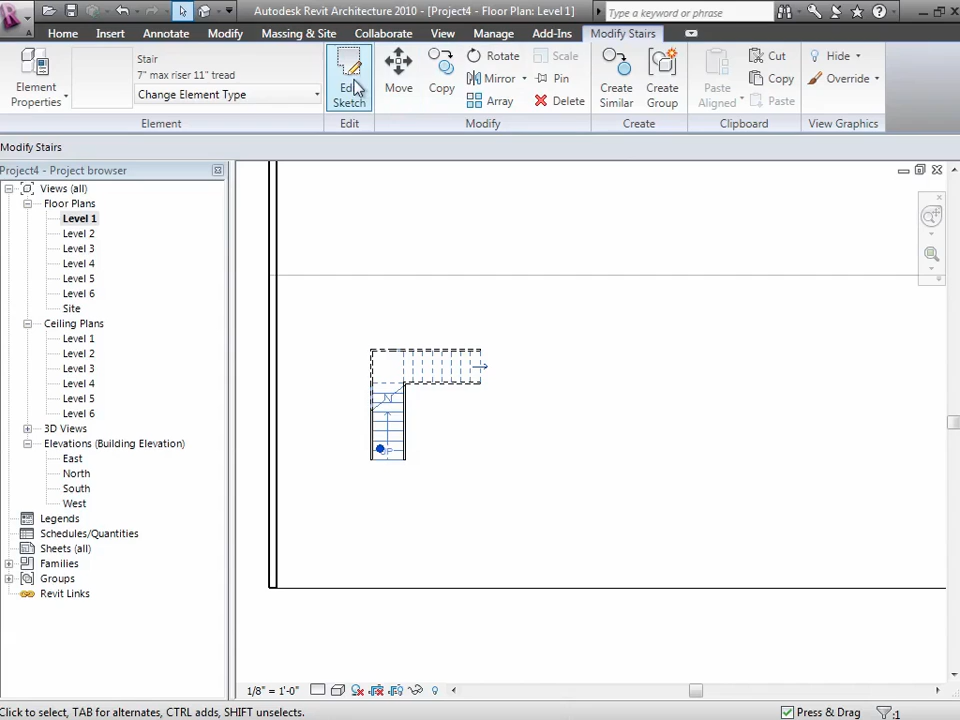 Autodesk Revit Architecture 2010 - [Project4 - Floor Plan: Level 1]
Type a keyword or phrase
Home Insert Annotate Modify Massing & Site Collaborate View Manage Add-Ins Modify Stairs
Element Properties
Stair
7" max riser 11" tread
Change Element Type
Edit Sketch
Move
Copy
Rotate
Mirror
Array
Scale
Pin
Delete
Create Similar
Create Group
Paste Aligned
Cut
Copy
Paste
Hide
Override
Element Edit Modify Create Clipboard View Graphics
Modify Stairs
Project4 - Project browser
Views (all)
Floor Plans
Level 1
Level 2
Level 3
Level 4
Level 5
Level 6
Site
Ceiling Plans
Level 1
Level 2
Level 3
Level 4
Level 5
Level 6
3D Views
Elevations (Building Elevation)
East
North
South
West
Legends
Schedules/Quantities
Sheets (all)
Families
Groups
Revit Links
UP
1/8" = 1'-0"
Click to select, TAB for alternates, CTRL adds, SHIFT unselects.
Press & Drag
:1